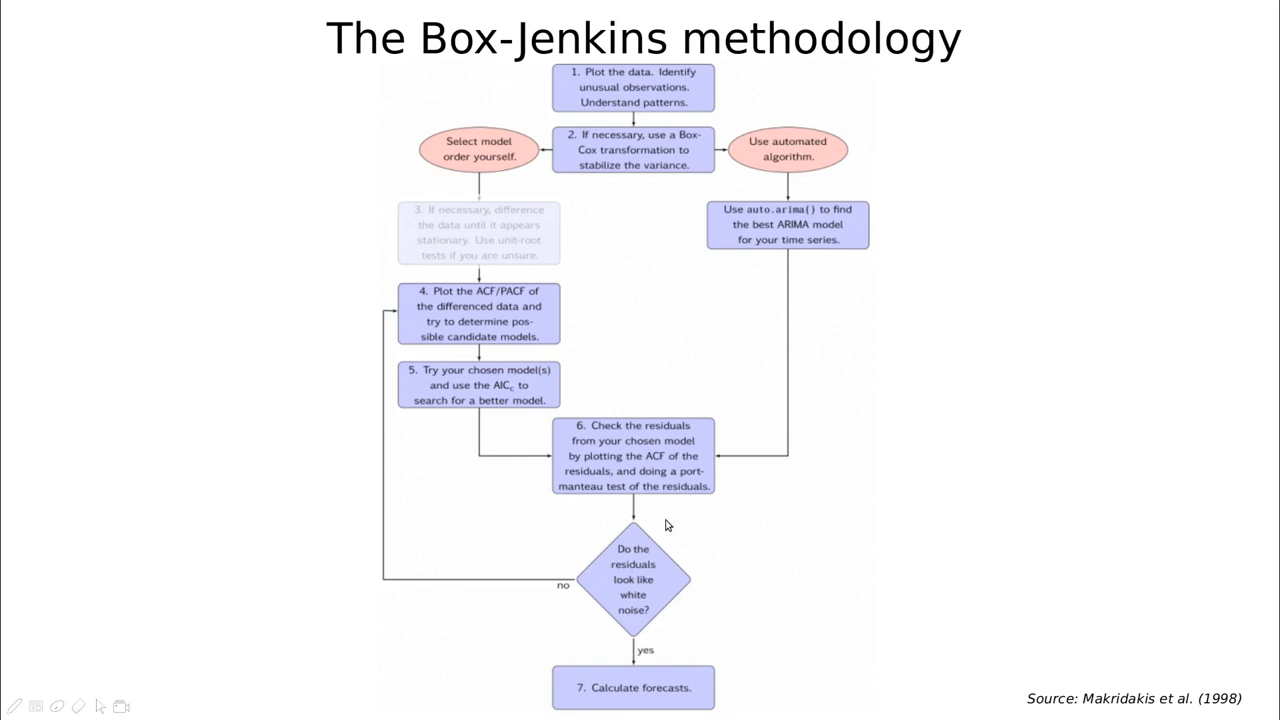 The Box-Jenkins methodology
1. Plot the data. Identify
unusual observations.
Understand patterns.
Select model
order yourself.
2. If necessary, use a Box-
Cox transformation to
stabilize the variance.
Use automated
algorithm.
3. If necessary, difference
the data until it appears
stationary. Use unit-root
tests if you are unsure.
Use auto.arima() to find
the best ARIMA model
for your time series.
4. Plot the ACF/PACF of
the differenced data and
try to determine pos-
sible candidate models.
5. Try your chosen model(s)
and use the AICc to
search for a better model.
6. Check the residuals
from your chosen model
by plotting the ACF of the
residuals, and doing a port-
manteau test of the residuals.
Do the
residuals
look like
white
noise?
no
yes
7. Calculate forecasts.
Source: Makridakis et al. (1998)